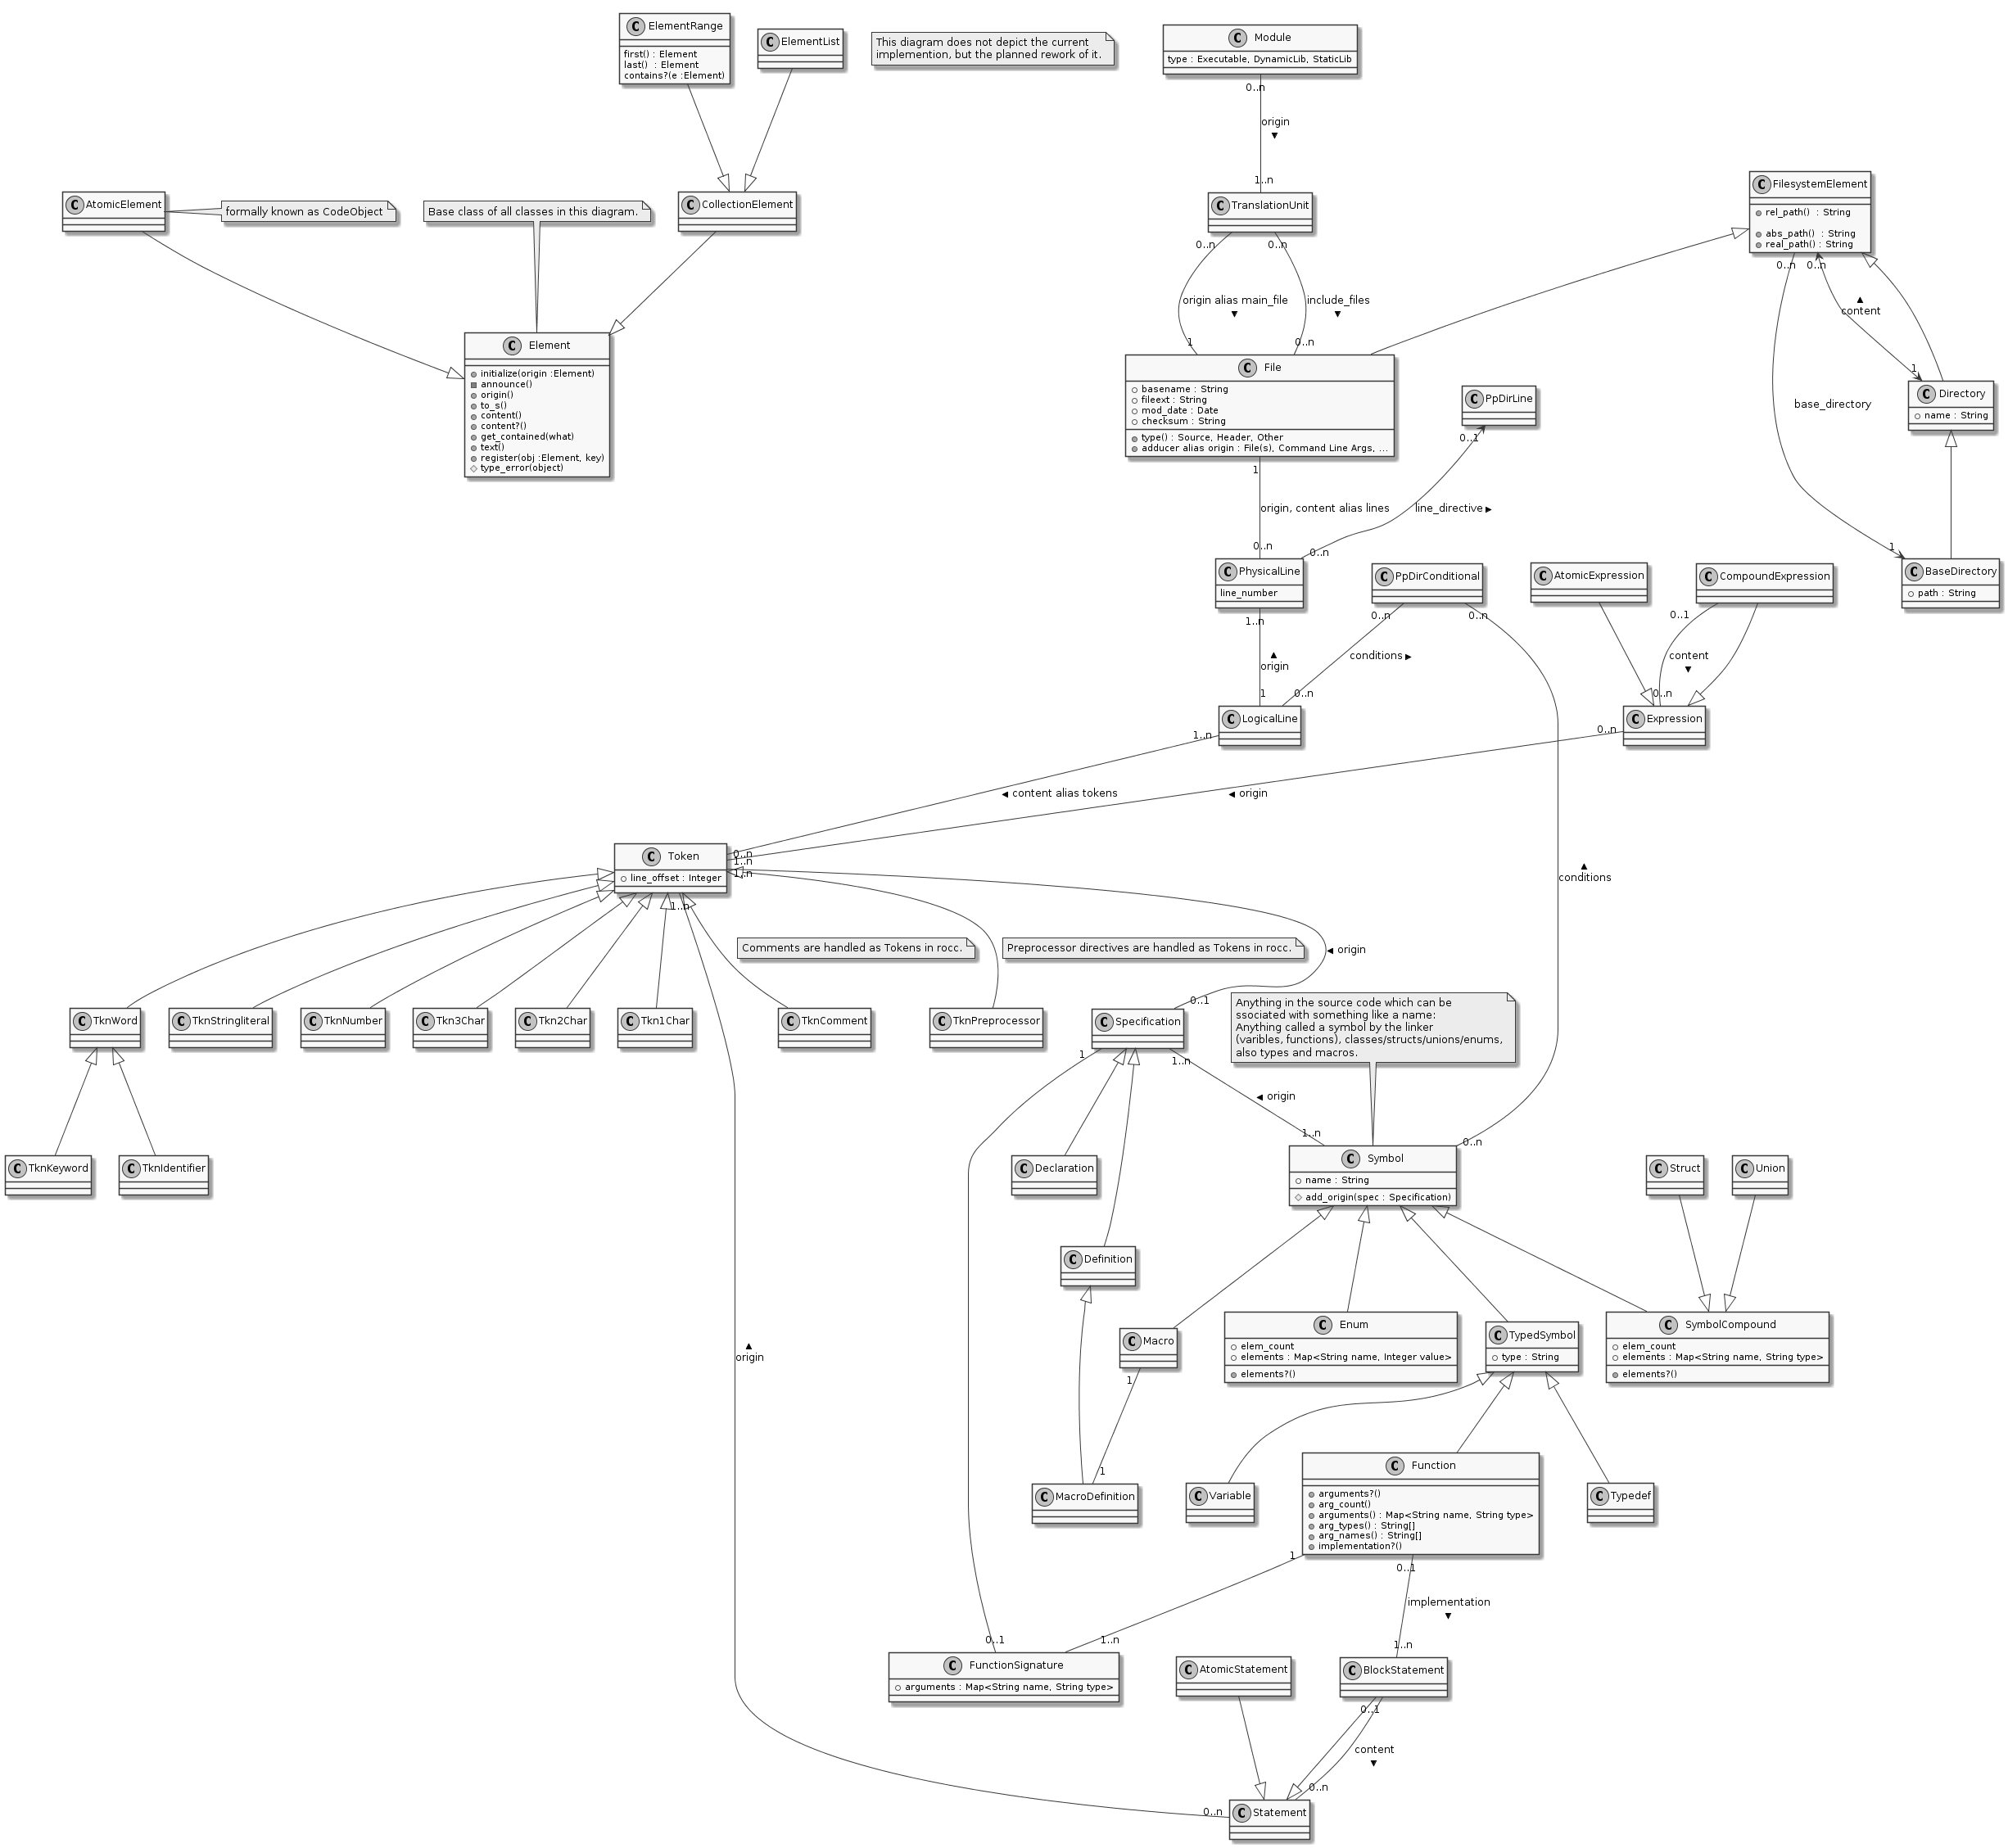 C ElementRange
first() : Element
last() : Element
contains?(e :Element)
C ElementList
This diagram does not depict the current
implemention, but the planned rework of it.
C Module
type : Executable, DynamicLib, StaticLib
0..n
origin
1..n
C AtomicElement
formally known as CodeObject
Base class of all classes in this diagram.
C CollectionElement
C TranslationUnit
0..n
0..n
C FilesystemElement
rel_path() : String
abs_path() : String
real_path() : String
0..n
0..n
origin alias main_file
include_files
content
1
0..n
1
C Element
initialize(origin :Element)
announce()
origin()
to_s()
content()
content?()
get_contained(what)
text()
register(obj :Element, key)
type_error(object)
C File
basename : String
fileext : String
mod_date : Date
checksum : String
type() : Source, Header, Other
adducer alias origin : File(s), Command Line Args, ...
C PpDirLine
0..1
base_directory
C Directory
name : String
1
origin, content alias lines
line_directive
0..n
0..n
1
C PhysicalLine
line_number
C PpDirConditional
C AtomicExpression
C CompoundExpression
C BaseDirectory
path : String
1..n
0..n
0..n
0..1
origin
conditions
content
1
0..n
0..n
C LogicalLine
C Expression
1..n
0..n
content alias tokens
origin
C Token
line_offset : Integer
0..n
1..n
1..n
1..n
conditions
Comments are handled as Tokens in rocc.
Preprocessor directives are handled as Tokens in rocc.
origin
0..1
C TknWord
C TknStringliteral
C TknNumber
C Tkn3Char
C Tkn2Char
C Tkn1Char
C TknComment
C TknPreprocessor
C Specification
Anything in the source code which can be
ssociated with something like a name:
Anything called a symbol by the linker
(varibles, functions), classes/structs/unions/enums,
also types and macros.
1
1..n
origin
1..n
0..n
C TknKeyword
C TknIdentifier
C Declaration
C Symbol
name : String
add_origin(spec : Specification)
C Struct
C Union
C Definition
C Macro
C Enum
elem_count
elements : Map<String name, Integer value>
elements?()
C TypedSymbol
type : String
C SymbolCompound
elem_count
elements : Map<String name, String type>
elements?()
origin
1
1
C MacroDefinition
C Variable
C Function
arguments?()
arg_count()
arguments() : Map<String name, String type>
arg_types() : String[]
arg_names() : String[]
implementation?()
C Typedef
1
0..1
implementation
0..1
1..n
1..n
C FunctionSignature
arguments : Map<String name, String type>
C AtomicStatement
C BlockStatement
0..1
content
0..n
0..n
C Statement